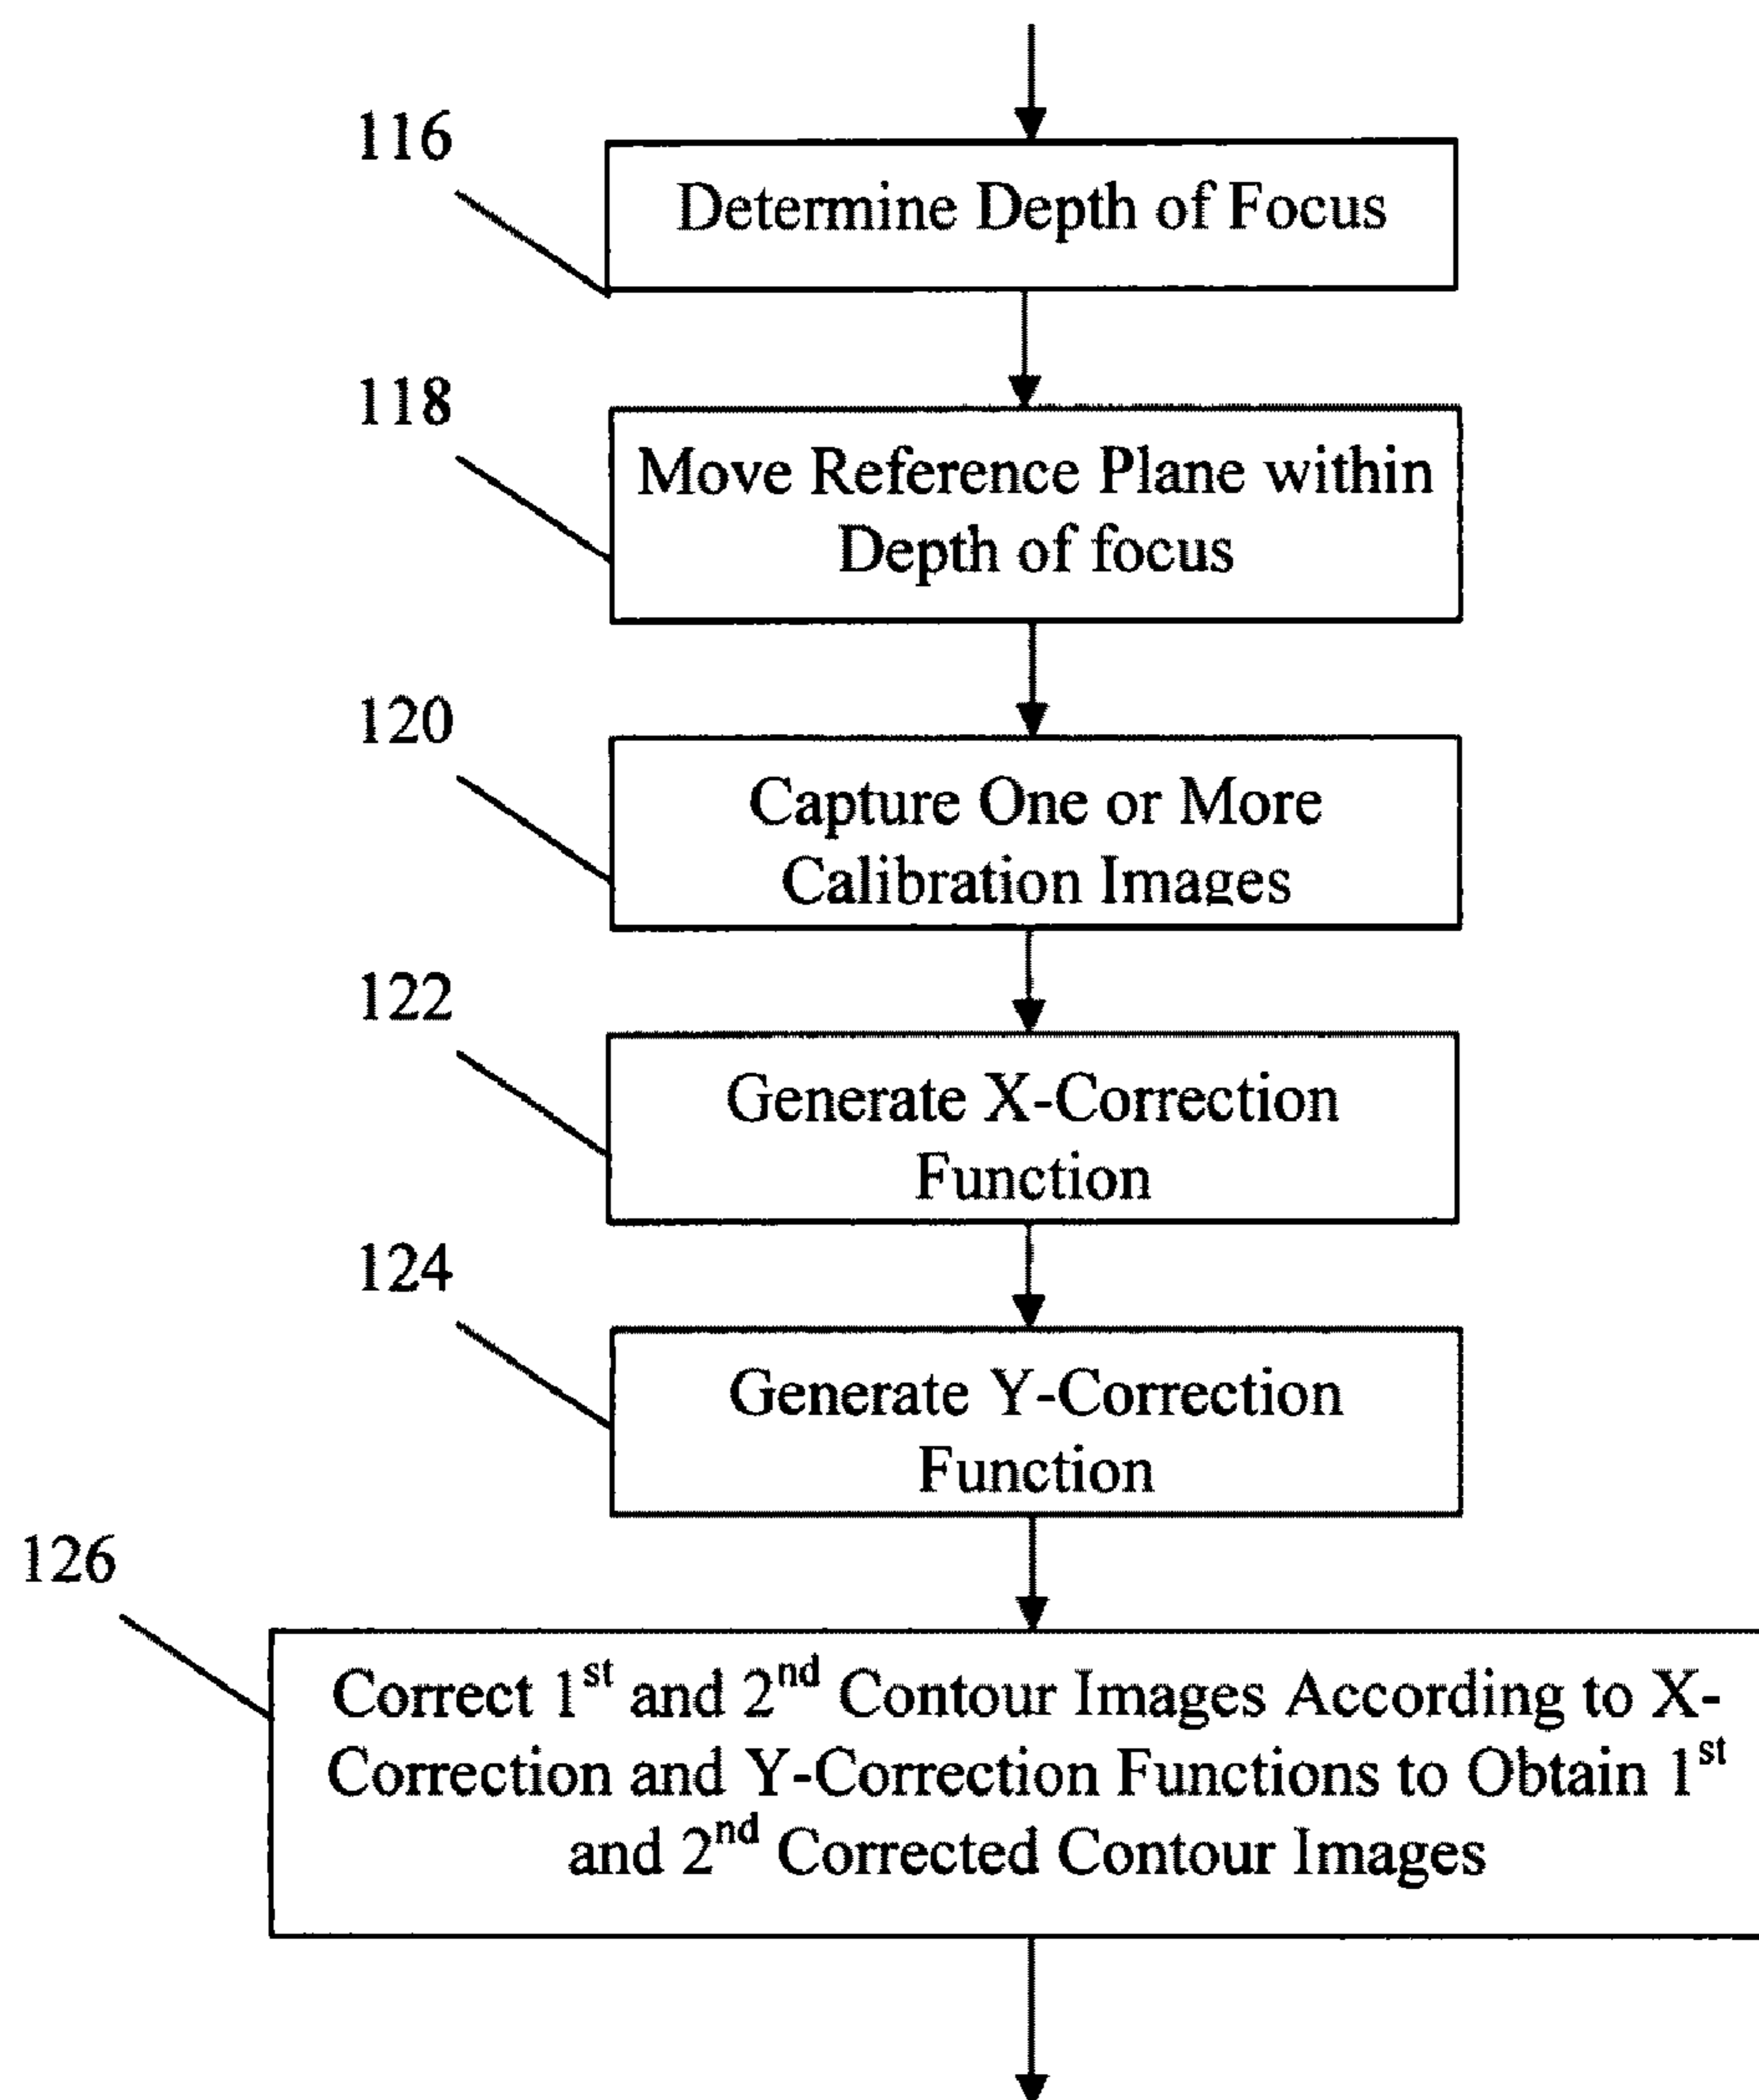 116
Determine Depth of Focus
118
Move Reference Plane within
Depth of focus
120
Capture One or More
Calibration Images
122
Generate X-Correction
Function
124
Generate Y-Correction
Function
126
Correct 1st and 2nd Contour Images According to X-
Correction and Y-Correction Functions to Obtain 1st
and 2nd Corrected Contour Images